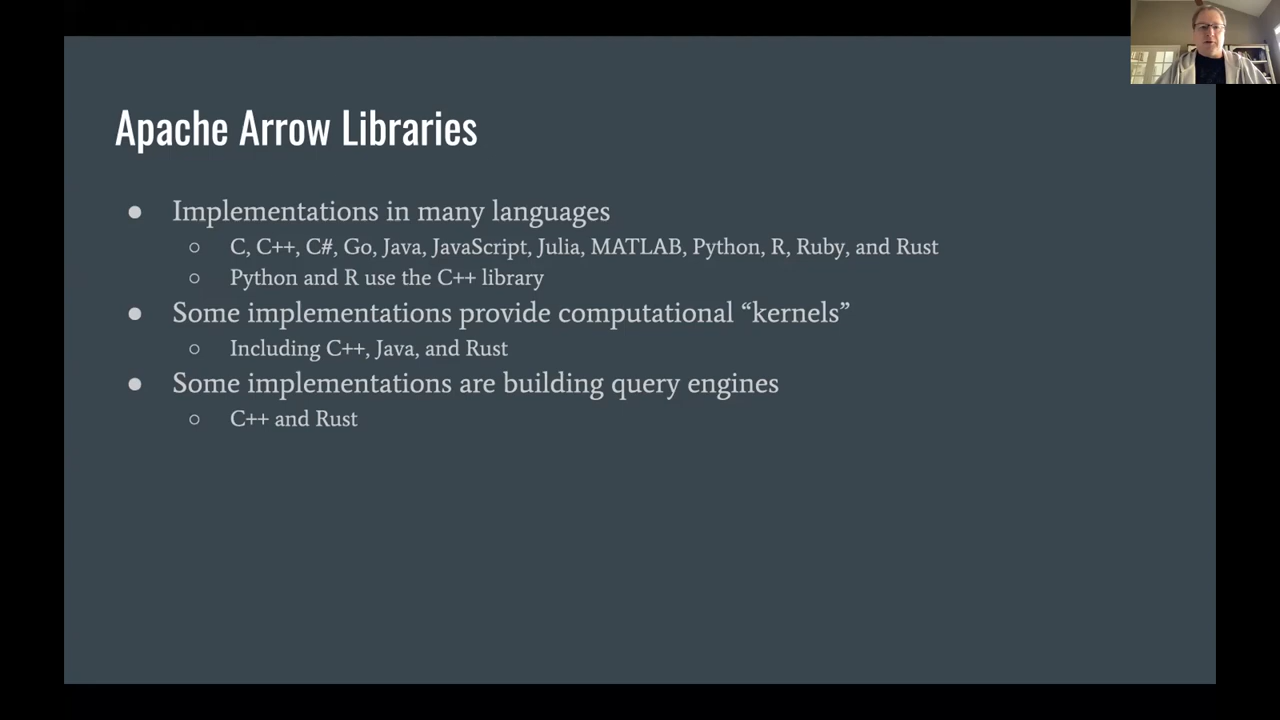 Apache Arrow Libraries
● Implementations in many languages
○ C, C++, C#, Go, Java, JavaScript, Julia, MATLAB, Python, R, Ruby, and Rust
○ Python and R use the C++ library
● Some implementations provide computational “kernels”
○ Including C++, Java, and Rust
● Some implementations are building query engines
○ C++ and Rust